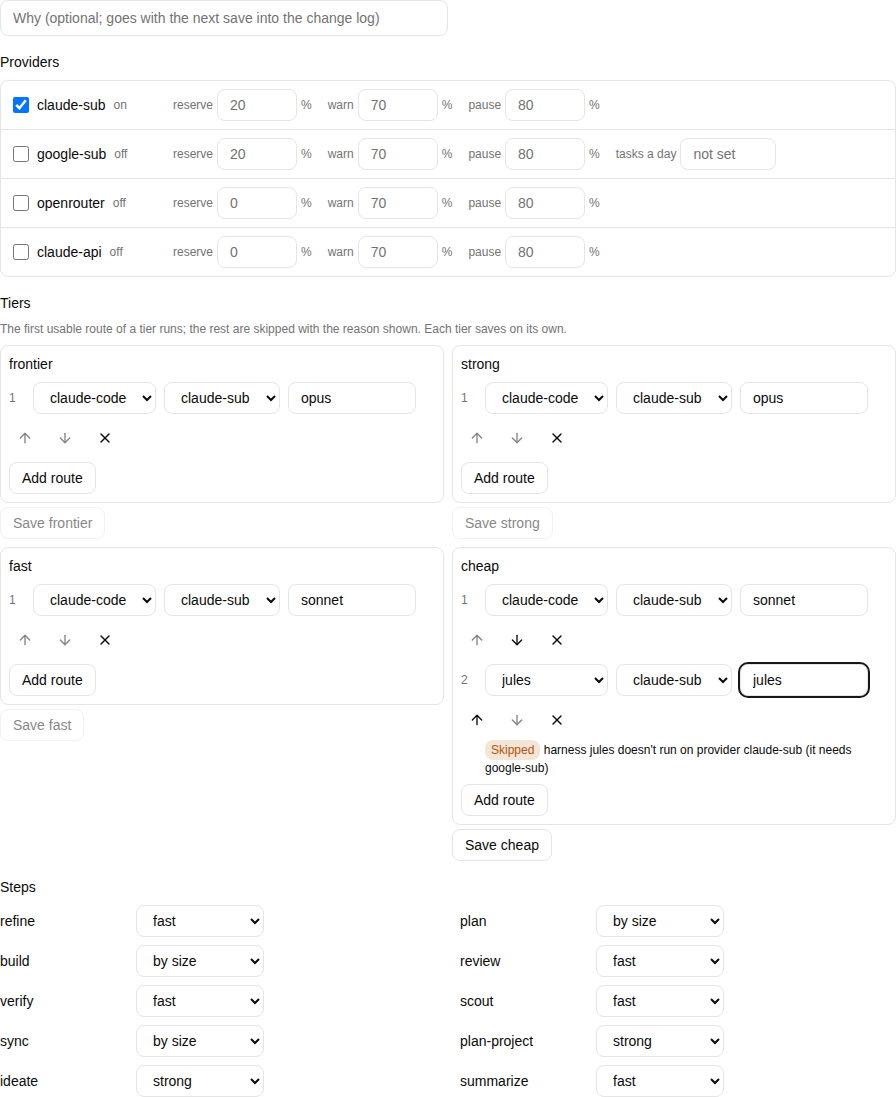 Why (optional; goes with the next save into the change log)
Providers
claude-sub on reserve 20 % warn 70 % pause 80 %
google-sub off reserve 20 % warn 70 % pause 80 % tasks a day not set
openrouter off reserve 0 % warn 70 % pause 80 %
claude-api off reserve 0 % warn 70 % pause 80 %
Tiers
The first usable route of a tier runs; the rest are skipped with the reason shown. Each tier saves on its own.
frontier
1 claude-code claude-sub opus
Add route
Save frontier
strong
1 claude-code claude-sub opus
Add route
Save strong
fast
1 claude-code claude-sub sonnet
Add route
Save fast
cheap
1 claude-code claude-sub sonnet
2 jules claude-sub jules
Skipped harness jules doesn't run on provider claude-sub (it needs
google-sub)
Add route
Save cheap
Steps
refine fast plan by size
build by size review fast
verify fast scout fast
sync by size plan-project strong
ideate strong summarize fast